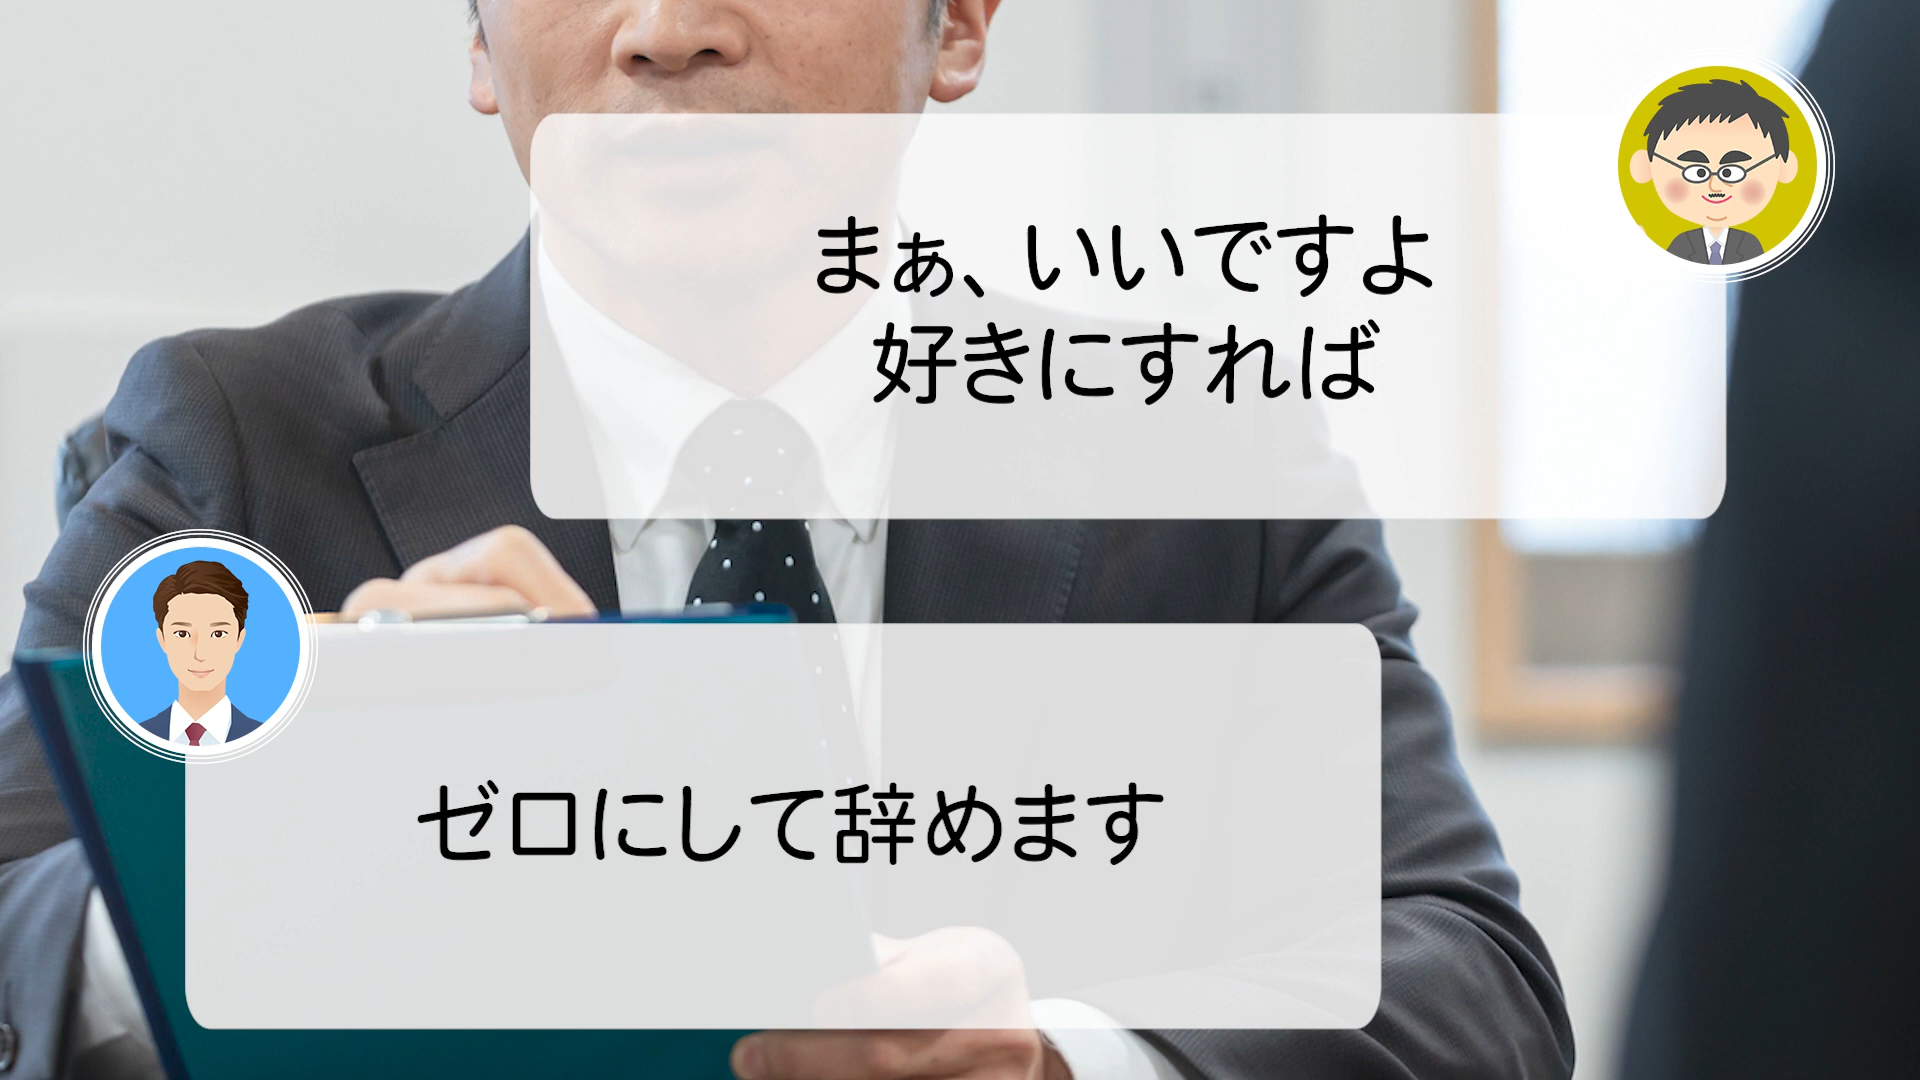 まぁ、いいですよ
好きにすれば
ゼロにして辞めます